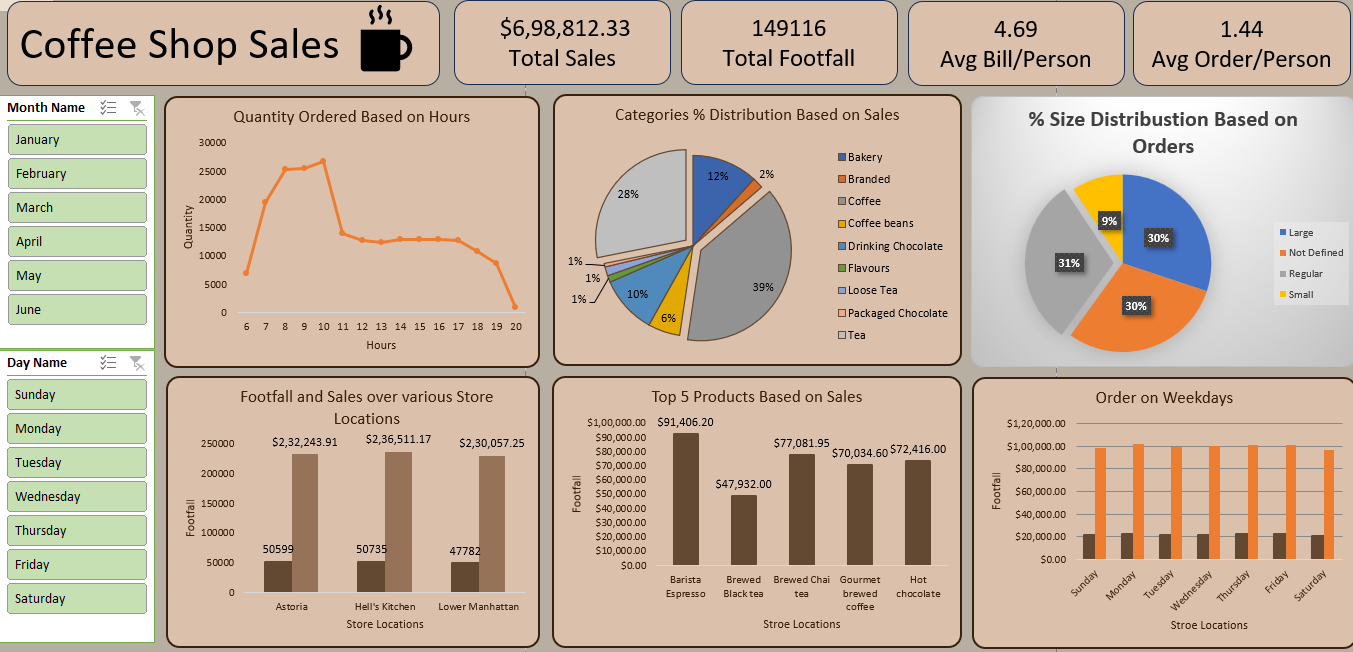 Coffee Shop Sales
$6,98,812.33
Total Sales
149116
Total Footfall
4.69
Avg Bill/Person
1.44
Avg Order/Person
Month Name
January
February
March
April
May
June
Day Name
Sunday
Monday
Tuesday
Wednesday
Thursday
Friday
Saturday
Quantity Ordered Based on Hours
30000
25000
20000
15000
10000
5000
0
Quantity
6 7 8 9 10 11 12 13 14 15 16 17 18 19 20
Hours
Categories % Distribution Based on Sales
12%
2%
39%
6%
10%
1%
1%
1%
28%
Bakery
Branded
Coffee
Coffee beans
Drinking Chocolate
Flavours
Loose Tea
Packaged Chocolate
Tea
% Size Distribustion Based on
Orders
30%
30%
31%
9%
Large
Not Defined
Regular
Small
Footfall and Sales over various Store
Locations
250000
200000
150000
100000
50000
0
Footfall
$2,32,243.91
$2,36,511.17
$2,30,057.25
50599
50735
47782
Astoria
Hell's Kitchen
Lower Manhattan
Store Locations
Top 5 Products Based on Sales
$1,00,000.00
$90,000.00
$80,000.00
$70,000.00
$60,000.00
$50,000.00
$40,000.00
$30,000.00
$20,000.00
$10,000.00
$0.00
Footfall
$91,406.20
$47,932.00
$77,081.95
$70,034.60
$72,416.00
Barista
Espresso
Brewed
Black tea
Brewed Chai
tea
Gourmet
brewed
coffee
Hot
chocolate
Stroe Locations
Order on Weekdays
$1,20,000.00
$1,00,000.00
$80,000.00
$60,000.00
$40,000.00
$20,000.00
$0.00
Footfall
Sunday
Monday
Tuesday
Wednesday
Thursday
Friday
Saturday
Stroe Locations